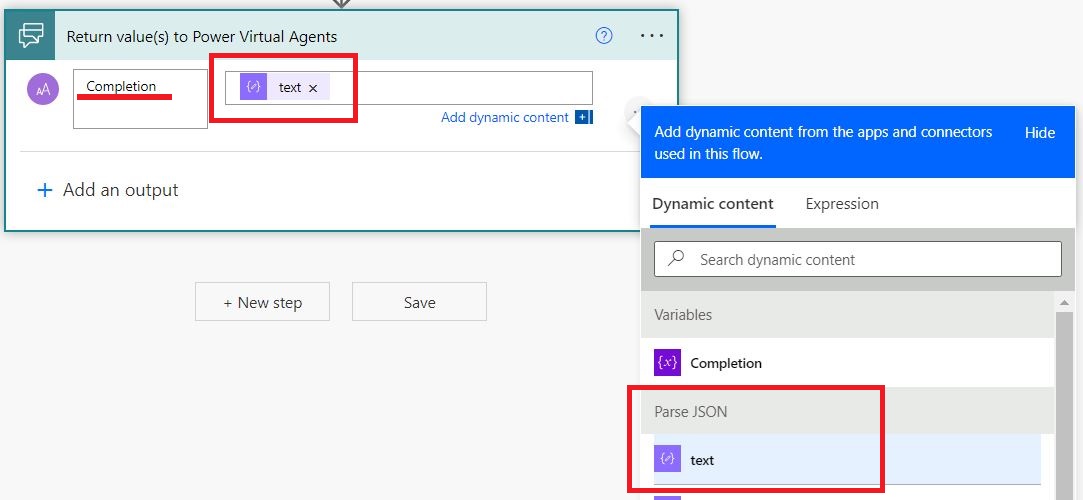 Return value(s) to Power Virtual Agents
Completion
text ×
Add dynamic content
+ Add an output
+ New step
Save
Add dynamic content from the apps and connectors
used in this flow.
Hide
Dynamic content
Expression
Search dynamic content
Variables
{x} Completion
Parse JSON
text